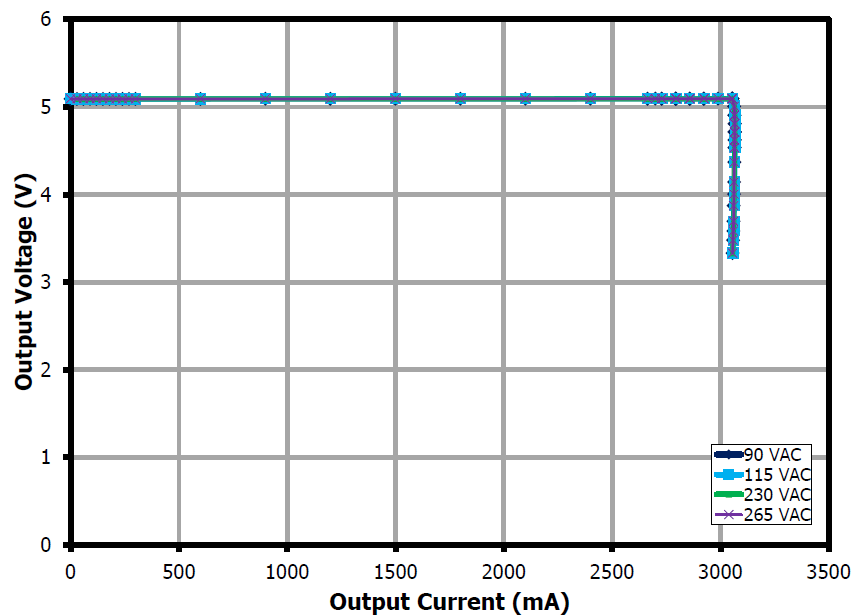 6
5
4
3
2
1
0
Output Voltage (V)
90 VAC
115 VAC
230 VAC
265 VAC
0 500 1000 1500 2000 2500 3000 3500
Output Current (mA)